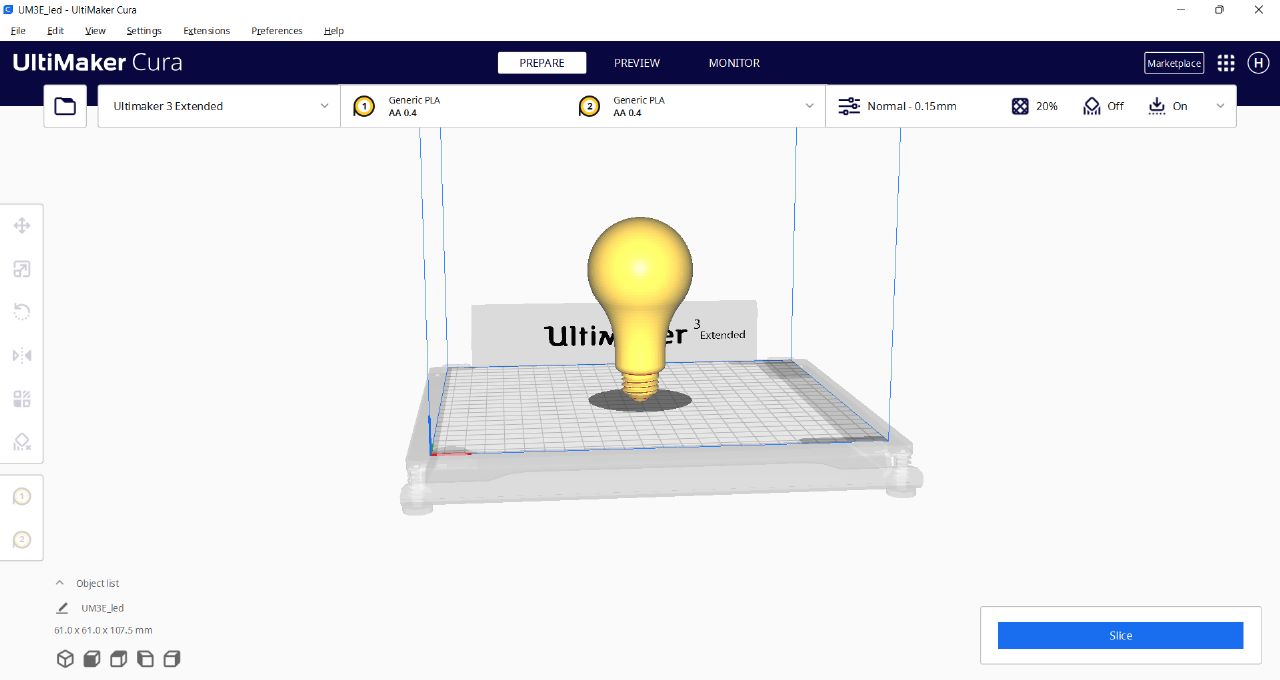 UM3E_led - UltiMaker Cura
File Edit View Settings Extensions Preferences Help
UltiMaker Cura
PREPARE PREVIEW MONITOR
Marketplace
H
Ultimaker 3 Extended
1 Generic PLA
AA 0.4
2 Generic PLA
AA 0.4
Normal - 0.15mm 20% Off On
3
Extended
1
2
Object list
UM3E_led
61.0 x 61.0 x 107.5 mm
Slice